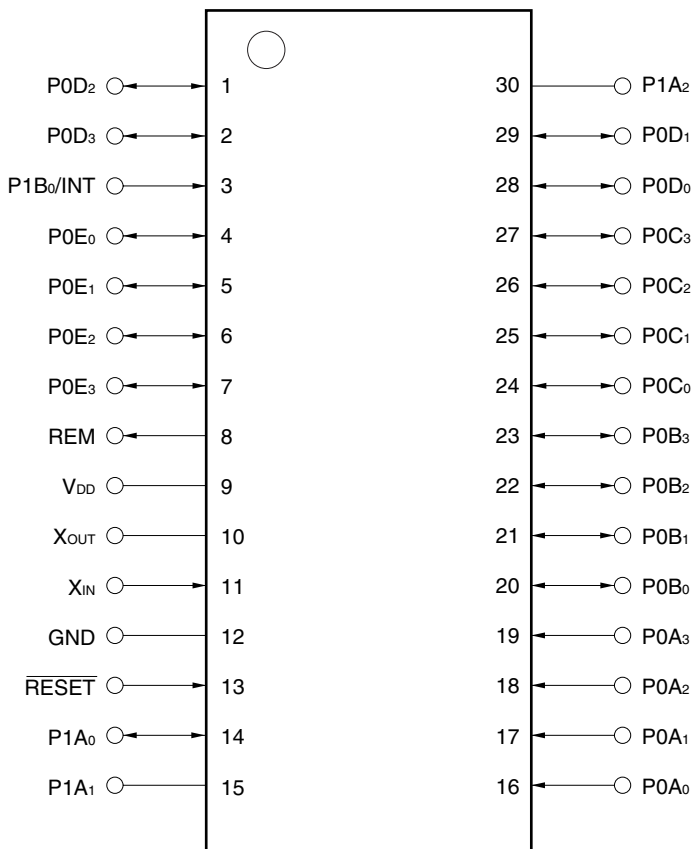 P0D₂ 1 30 P1A₂
P0D₃ 2 29 P0D₁
P1B₀/INT 3 28 P0D₀
P0E₀ 4 27 P0C₃
P0E₁ 5 26 P0C₂
P0E₂ 6 25 P0C₁
P0E₃ 7 24 P0C₀
REM 8 23 P0B₃
VDD 9 22 P0B₂
XOUT 10 21 P0B₁
XIN 11 20 P0B₀
GND 12 19 P0A₃
R̅E̅S̅E̅T̅ 13 18 P0A₂
P1A₀ 14 17 P0A₁
P1A₁ 15 16 P0A₀